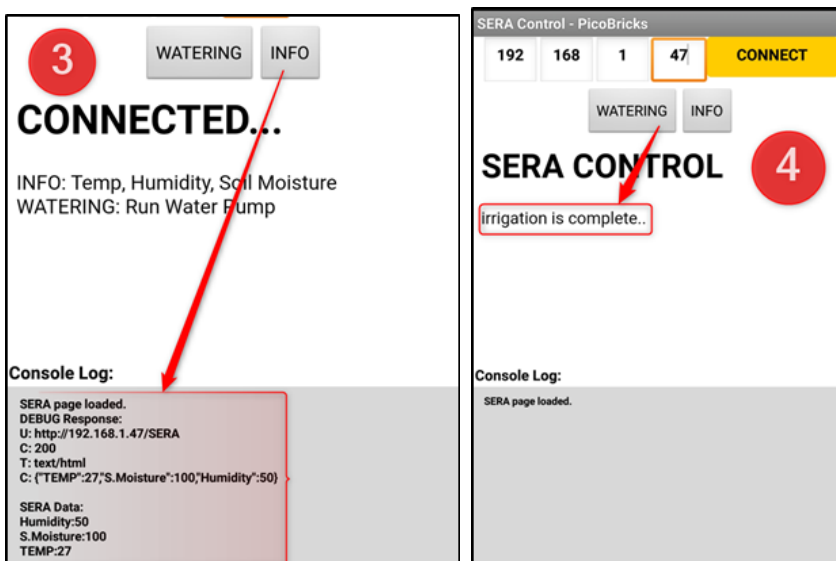 3
WATERING INFO
CONNECTED...
INFO: Temp, Humidity, Soil Moisture
WATERING: Run Water Pump
Console Log:
SERA page loaded.
DEBUG Response:
U: http://192.168.1.47/SERA
C: 200
T: text/html
C: {"TEMP":27,"S.Moisture":100,"Humidity":50}
SERA Data:
Humidity:50
S.Moisture:100
TEMP:27
SERA Control - PicoBricks
192 168 1 47 CONNECT
WATERING INFO
SERA CONTROL
4
irrigation is complete..
Console Log:
SERA page loaded.